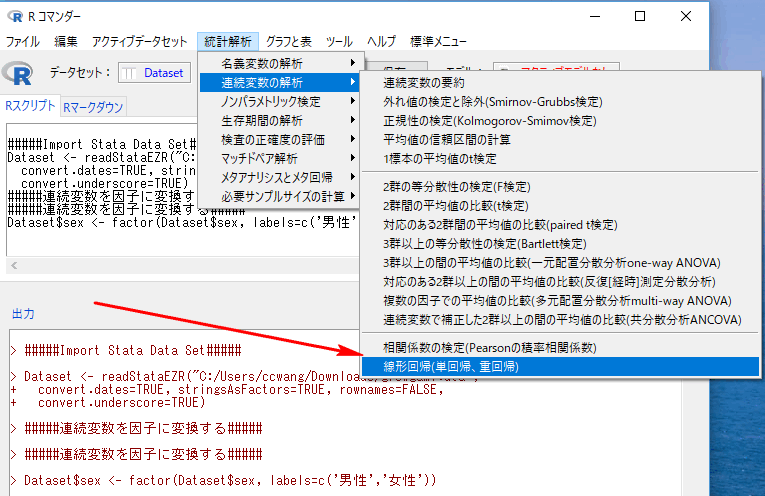 R コマンダー
ファイル 編集 アクティブデータセット 統計解析 グラフと表 ツール ヘルプ 標準メニュー
データセット： Dataset
Rスクリプト Rマークダウン
名義変数の解析
連続変数の解析
ノンパラメトリック検定
生存期間の解析
検査の正確度の評価
マッチドペア解析
メタアナリシスとメタ回帰
必要サンプルサイズの計算
連続変数の要約
外れ値の検定と除外(Smirnov-Grubbs検定)
正規性の検定(Kolmogorov-Smirnov検定)
平均値の信頼区間の計算
1標本の平均値のt検定
2群の等分散性の検定(F検定)
2群間の平均値の比較(t検定)
対応のある2群間の平均値の比較(paired t検定)
3群以上の等分散性の検定(Bartlett検定)
3群以上の間の平均値の比較(一元配置分散分析one-way ANOVA)
対応のある2群以上の間の平均値の比較(反復[経時]測定分散分析)
複数の因子での平均値の比較(多元配置分散分析multi-way ANOVA)
連続変数で補正した2群以上の間の平均値の比較(共分散分析ANCOVA)
相関係数の検定(Pearsonの積率相関係数)
線形回帰(単回帰、重回帰)
#####Import Stata Data Set#
Dataset <- readStataEZR("C:
convert.dates=TRUE, string
convert.underscore=TRUE)
#####連続変数を因子に変換す
#####連続変数を因子に変換する#####
Dataset$sex <- factor(Dataset$sex, labels=c('男性'
出力
> #####Import Stata Data Set#####
> Dataset <- readStataEZR("C:/Users/ccwang/Downloads/
+ convert.dates=TRUE, stringsAsFactors=TRUE, rownames=FALSE,
+ convert.underscore=TRUE)
> #####連続変数を因子に変換する#####
> #####連続変数を因子に変換する#####
> Dataset$sex <- factor(Dataset$sex, labels=c('男性','女性'))